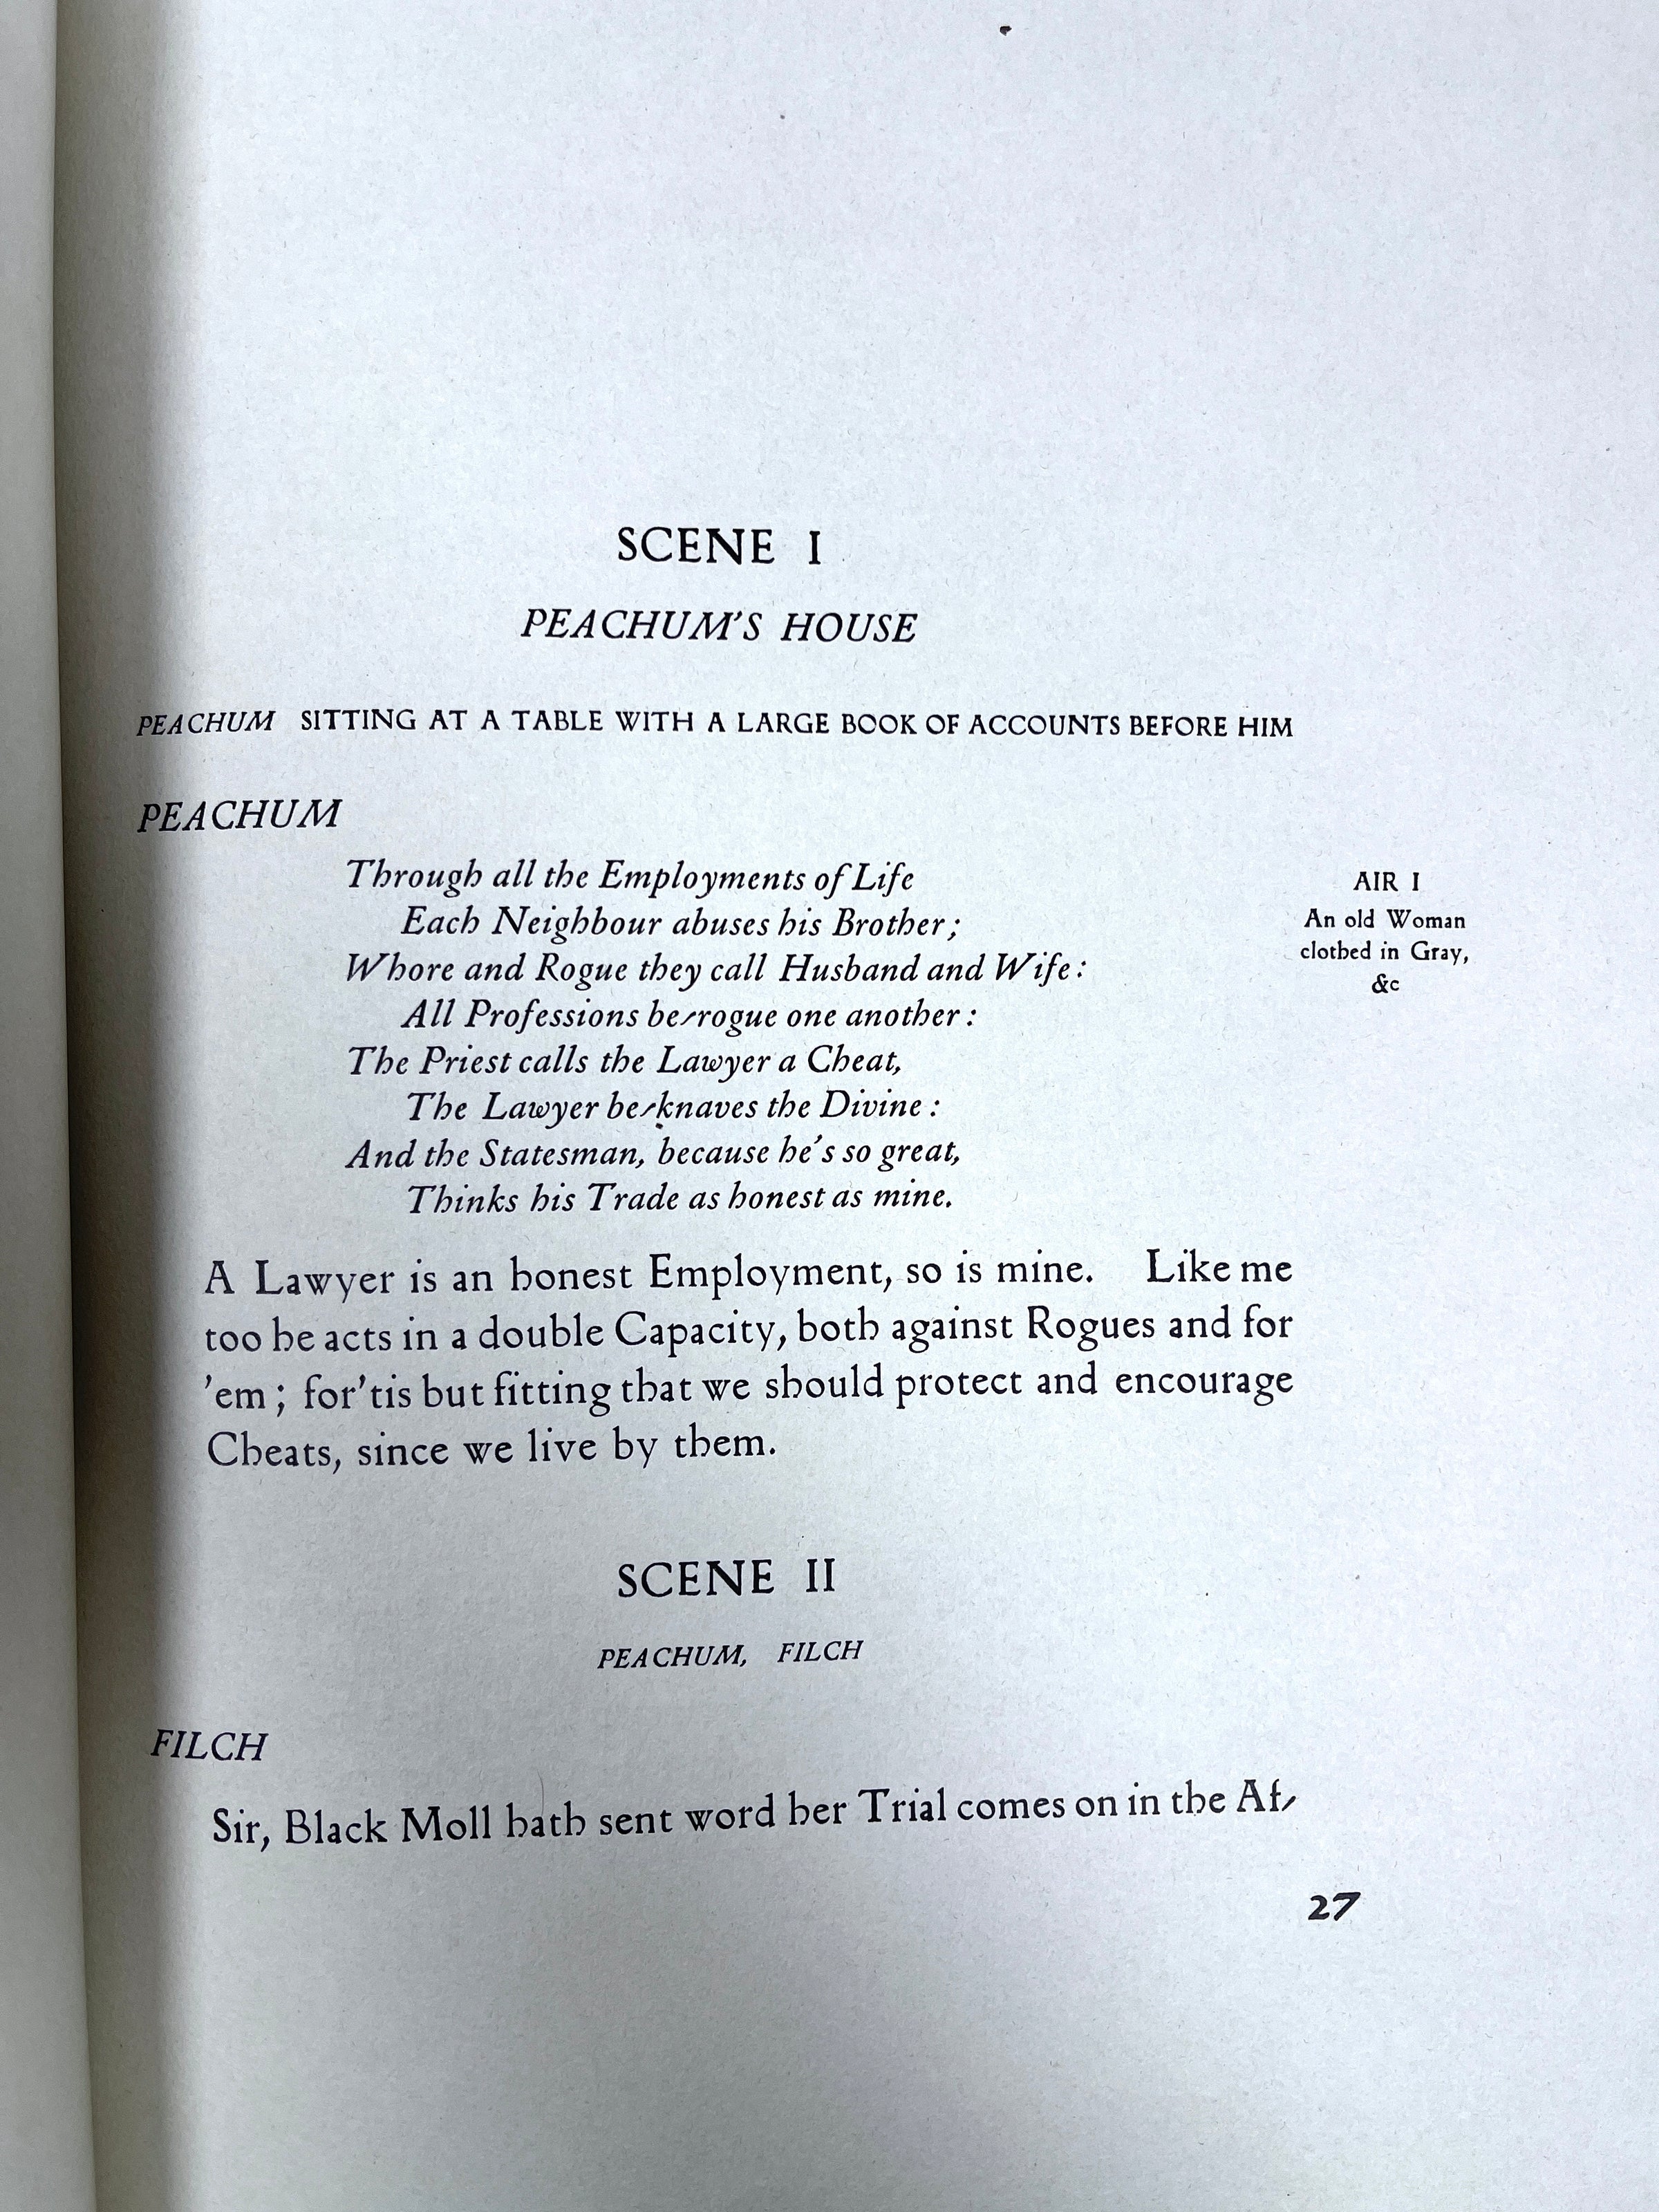 SCENE I
PEACHUM'S HOUSE
PEACHUM SITTING AT A TABLE WITH A LARGE BOOK OF ACCOUNTS BEFORE HIM
PEACHUM
Through all the Employments of Life
Each Neighbour abuses his Brother;
Whore and Rogue they call Husband and Wife:
All Professions be-rogue one another:
The Priest calls the Lawyer a Cheat,
The Lawyer be-knaves the Divine:
And the Statesman, because he's so great,
Thinks his Trade as honest as mine.
AIR I
An old Woman
clothed in Gray,
&c
A Lawyer is an honest Employment, so is mine. Like me
too he acts in a double Capacity, both against Rogues and for
'em; for 'tis but fitting that we should protect and encourage
Cheats, since we live by them.
SCENE II
PEACHUM, FILCH
FILCH
Sir, Black Moll hath sent word her Trial comes on in the Af-
27